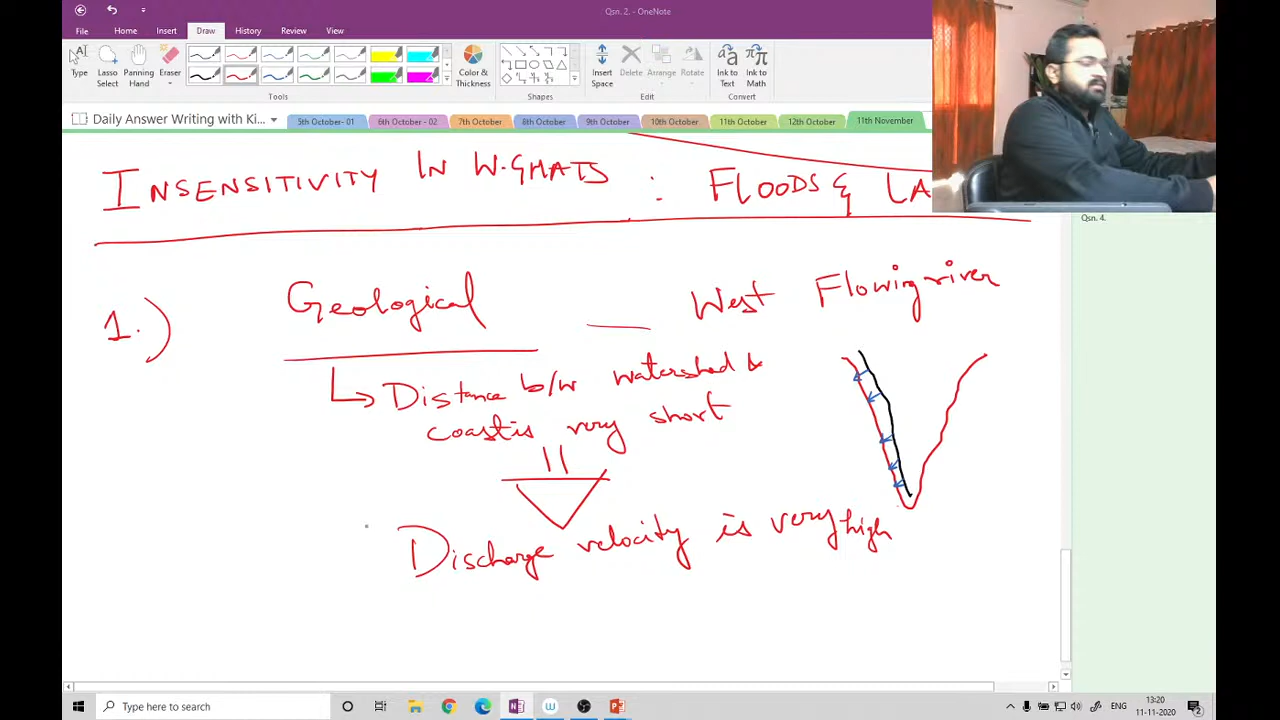 Qsn. 2. - OneNote
File Home Insert Draw History Review View
Type
Lasso Select
Panning Hand
Eraser
Color & Thickness
Insert Space
Delete
Arrange
Rotate
Ink to Text
Ink to Math
Tools
Shapes
Edit
Convert
Daily Answer Writing with Ki...
5th October- 01
6th October - 02
7th October
8th October
9th October
10th October
11th October
12th October
11th November
Qsn. 4.
INSENSITIVITY IN W.GHATS : FLOODS & LA
1.) Geological — West Flowing river
Distance b/w watershed &
coast is very short
Discharge velocity is very high
Type here to search
ENG
13:20
11-11-2020
2